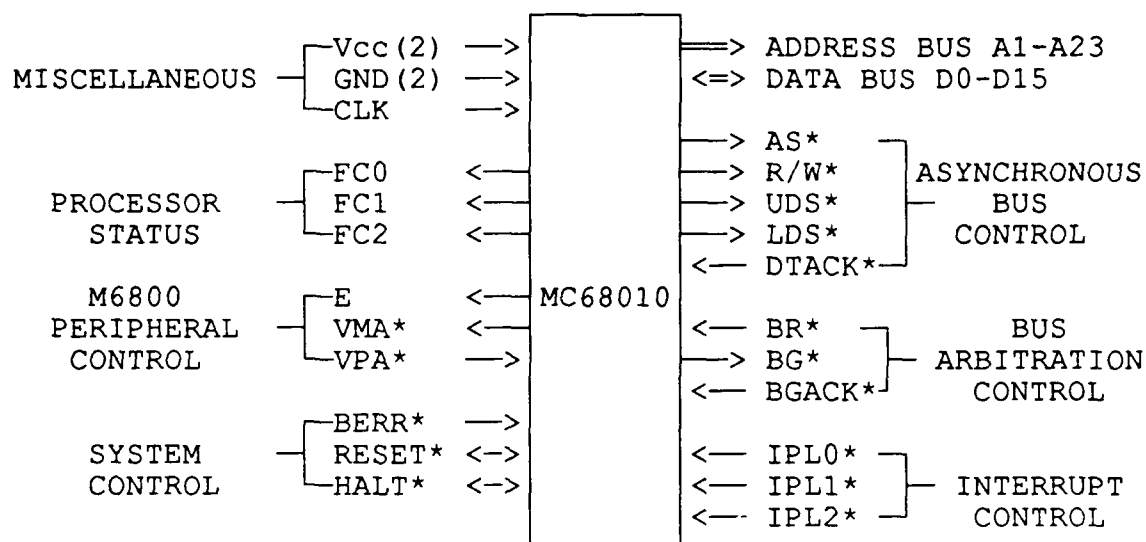 Vcc(2)
GND(2)
CLK
MISCELLANEOUS
FC0
FC1
FC2
PROCESSOR
STATUS
M6800
PERIPHERAL
CONTROL
E
VMA*
VPA*
SYSTEM
CONTROL
BERR*
RESET*
HALT*
MC68010
ADDRESS BUS A1-A23
DATA BUS D0-D15
AS*
R/W*
UDS*
LDS*
DTACK*
ASYNCHRONOUS
BUS
CONTROL
BR*
BG*
BGACK*
BUS
ARBITRATION
CONTROL
IPL0*
IPL1*
IPL2*
INTERRUPT
CONTROL